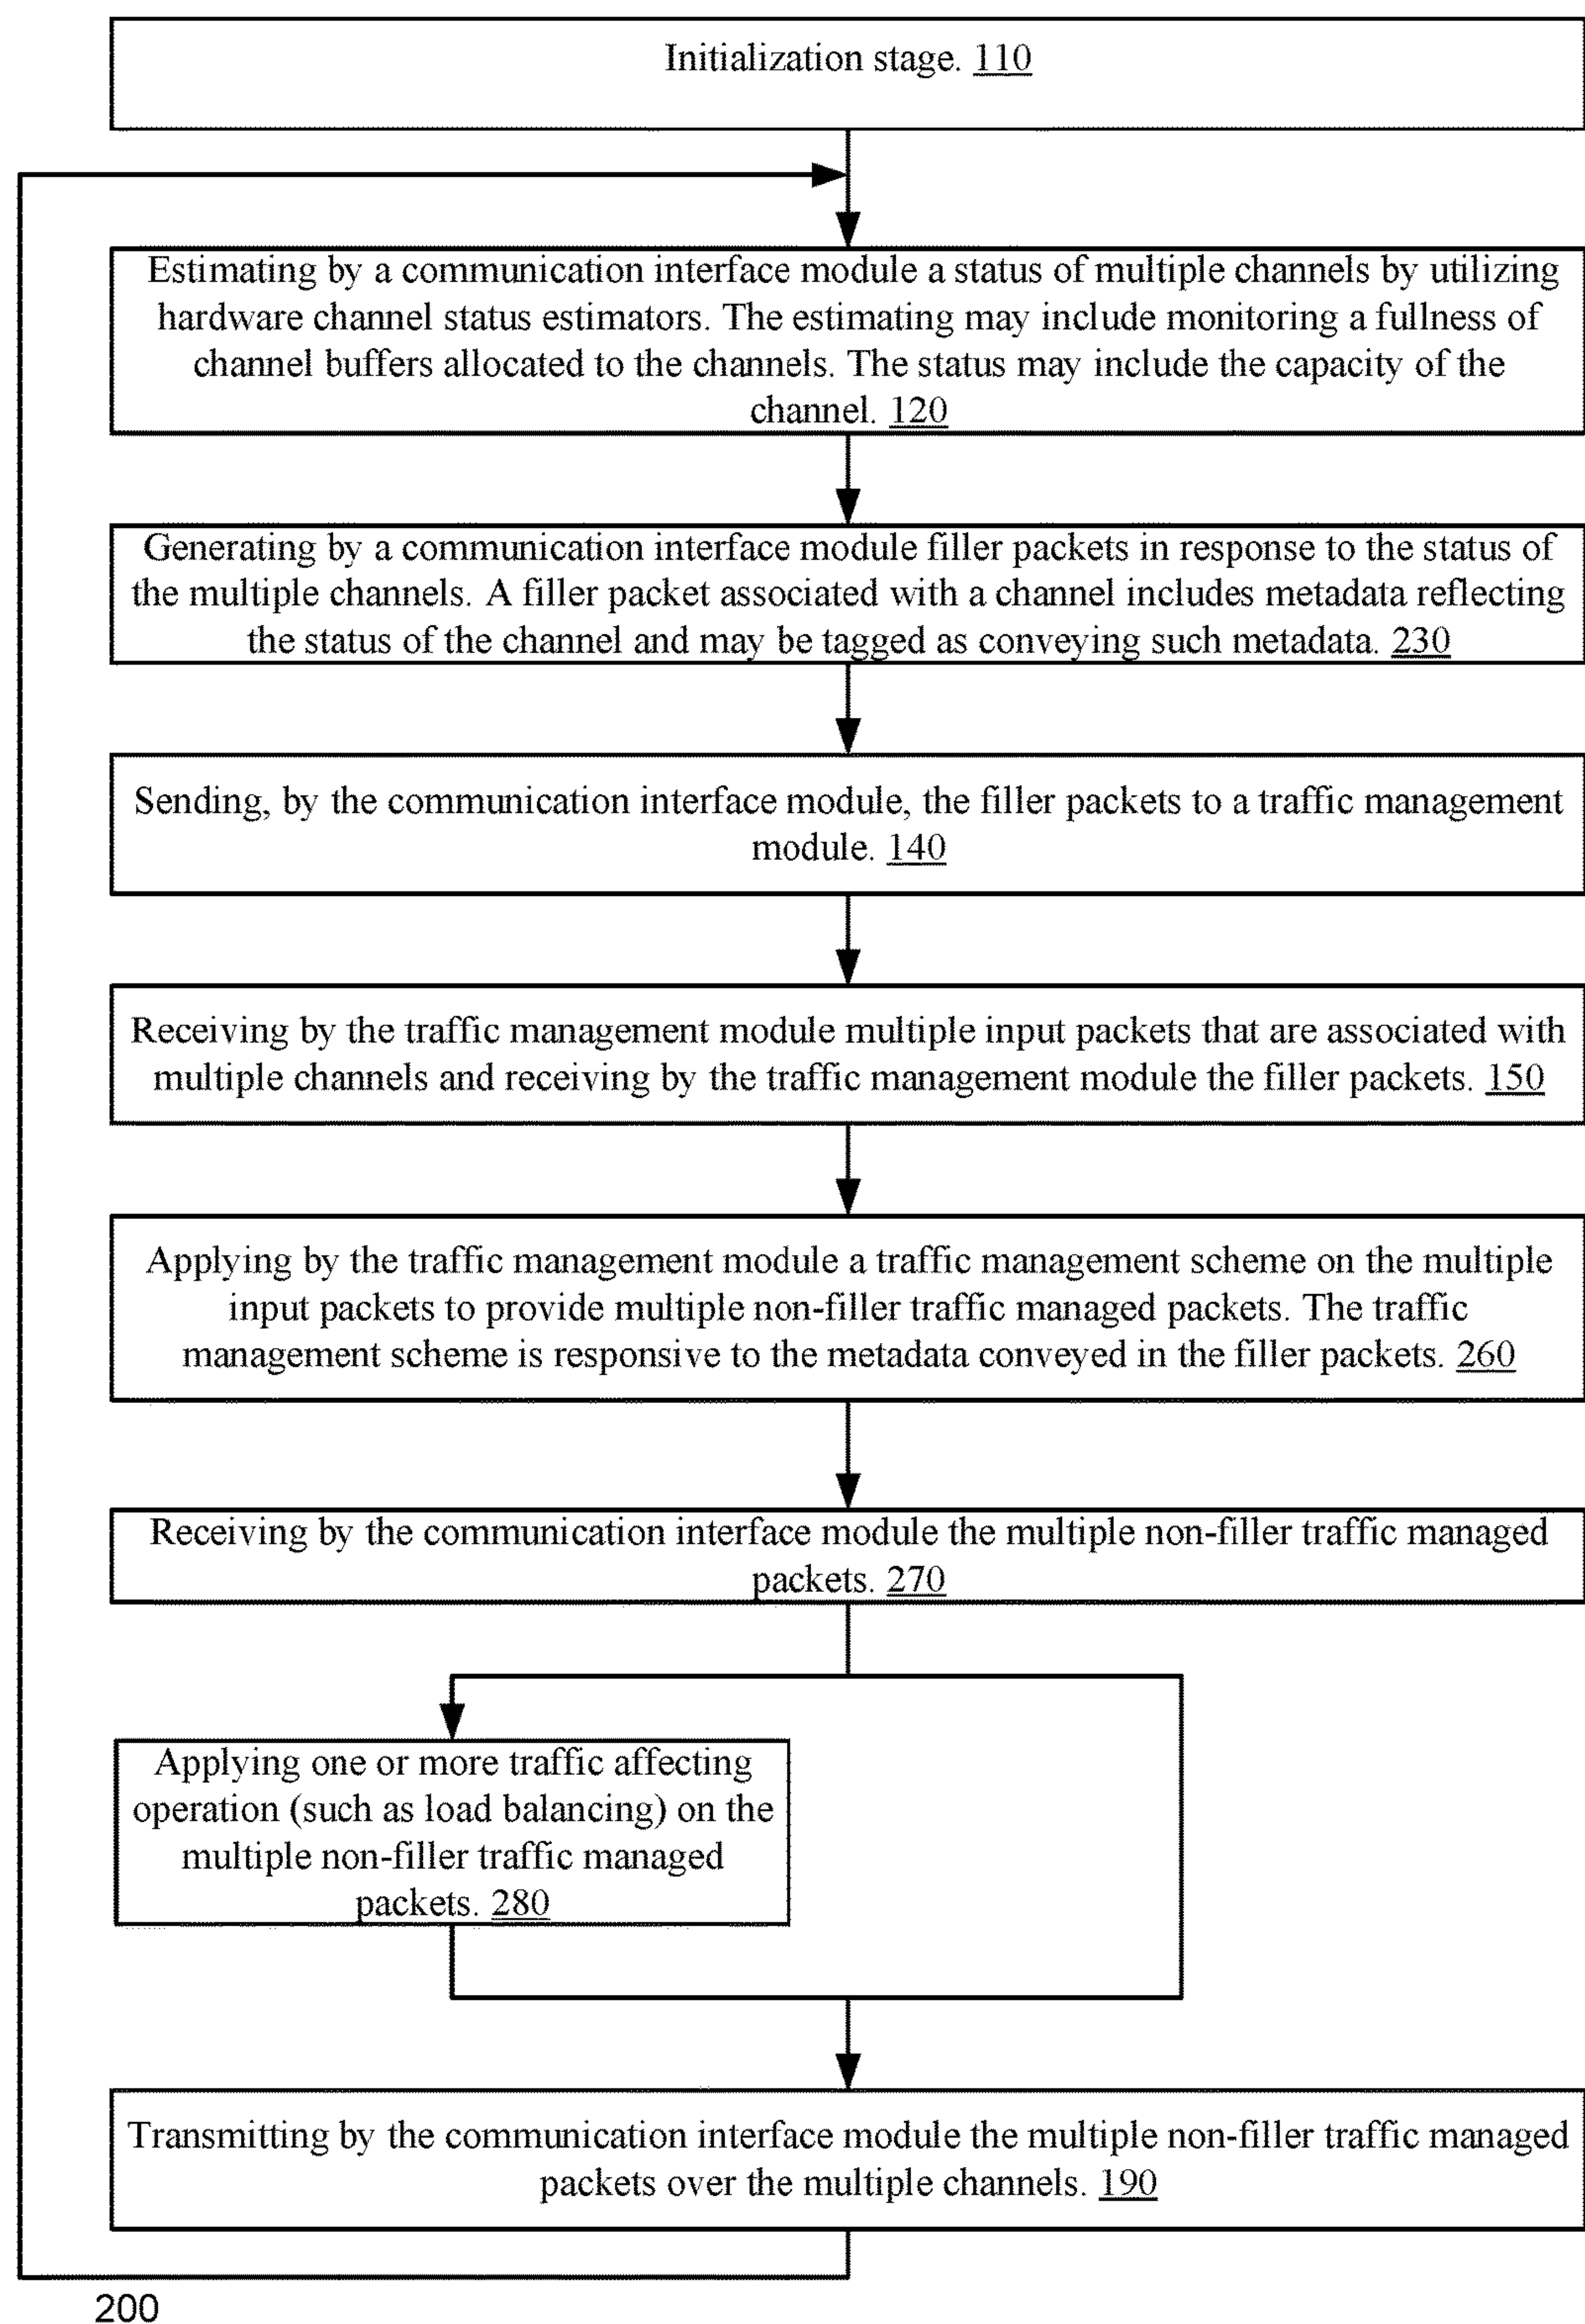 Initialization stage. 110
Estimating by a communication interface module a status of multiple channels by utilizing
hardware channel status estimators. The estimating may include monitoring a fullness of
channel buffers allocated to the channels. The status may include the capacity of the
channel. 120
Generating by a communication interface module filler packets in response to the status of
the multiple channels. A filler packet associated with a channel includes metadata reflecting
the status of the channel and may be tagged as conveying such metadata. 230
Sending, by the communication interface module, the filler packets to a traffic management
module. 140
Receiving by the traffic management module multiple input packets that are associated with
multiple channels and receiving by the traffic management module the filler packets. 150
Applying by the traffic management module a traffic management scheme on the multiple
input packets to provide multiple non-filler traffic managed packets. The traffic
management scheme is responsive to the metadata conveyed in the filler packets. 260
Receiving by the communication interface module the multiple non-filler traffic managed
packets. 270
Applying one or more traffic affecting
operation (such as load balancing) on the
multiple non-filler traffic managed
packets. 280
Transmitting by the communication interface module the multiple non-filler traffic managed
packets over the multiple channels. 190
200